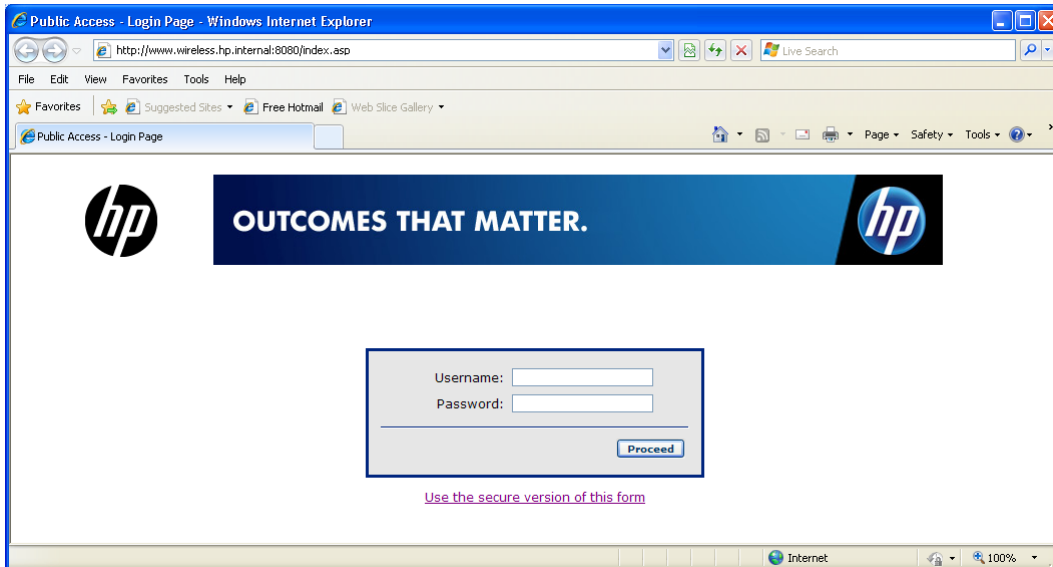 Public Access - Login Page - Windows Internet Explorer
http://www.wireless.hp.internal:8080/index.asp
Live Search
File Edit View Favorites Tools Help
Favorites Suggested Sites Free Hotmail Web Slice Gallery
Public Access - Login Page Page Safety Tools
hp OUTCOMES THAT MATTER. hp
Username:
Password:
Proceed
Use the secure version of this form
Internet 100%